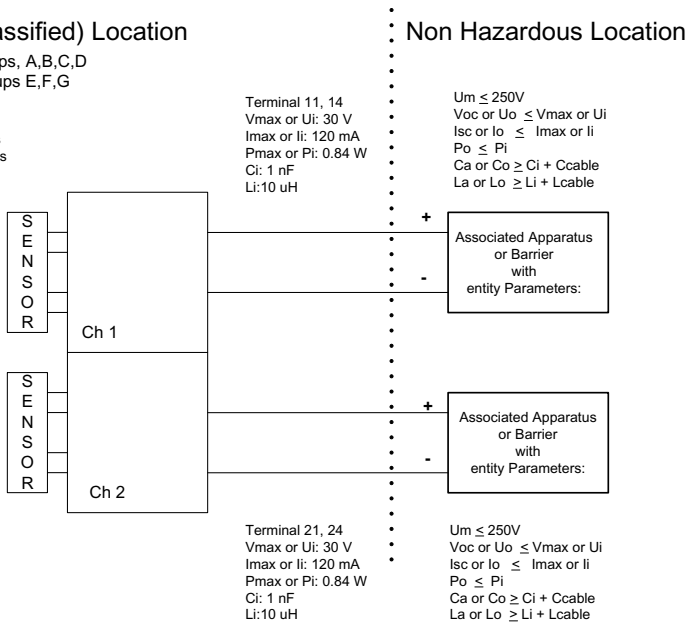 assified) Location
ps, A,B,C,D
ups E,F,G
s
Non Hazardous Location
Terminal 11, 14
Vmax or Ui: 30 V
Imax or Ii: 120 mA
Pmax or Pi: 0.84 W
Ci: 1 nF
Li:10 uH
Um ≤ 250V
Voc or Uo ≤ Vmax or Ui
Isc or Io ≤ Imax or Ii
Po ≤ Pi
Ca or Co ≥ Ci + Ccable
La or Lo ≥ Li + Lcable
SENSOR
Ch 1
+
-
Associated Apparatus
or Barrier
with
entity Parameters:
SENSOR
Ch 2
+
-
Associated Apparatus
or Barrier
with
entity Parameters:
Terminal 21, 24
Vmax or Ui: 30 V
Imax or Ii: 120 mA
Pmax or Pi: 0.84 W
Ci: 1 nF
Li:10 uH
Um ≤ 250V
Voc or Uo ≤ Vmax or Ui
Isc or Io ≤ Imax or Ii
Po ≤ Pi
Ca or Co ≥ Ci + Ccable
La or Lo ≥ Li + Lcable